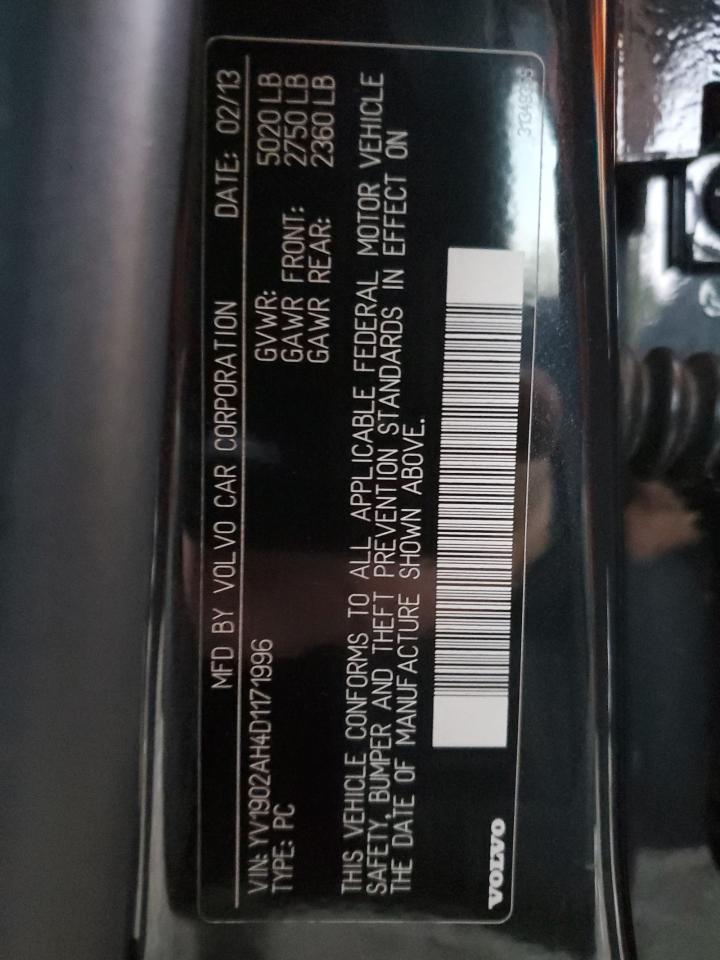 MFD BY VOLVO CAR CORPORATION DATE: 02/13
VIN: YV1902AH4D1171996 GVWR: 5020 LB
TYPE: PC GAWR FRONT: 2750 LB
GAWR REAR: 2360 LB
THIS VEHICLE CONFORMS TO ALL APPLICABLE FEDERAL MOTOR VEHICLE
SAFETY, BUMPER AND THEFT PREVENTION STANDARDS IN EFFECT ON
THE DATE OF MANUFACTURE SHOWN ABOVE.
VOLVO